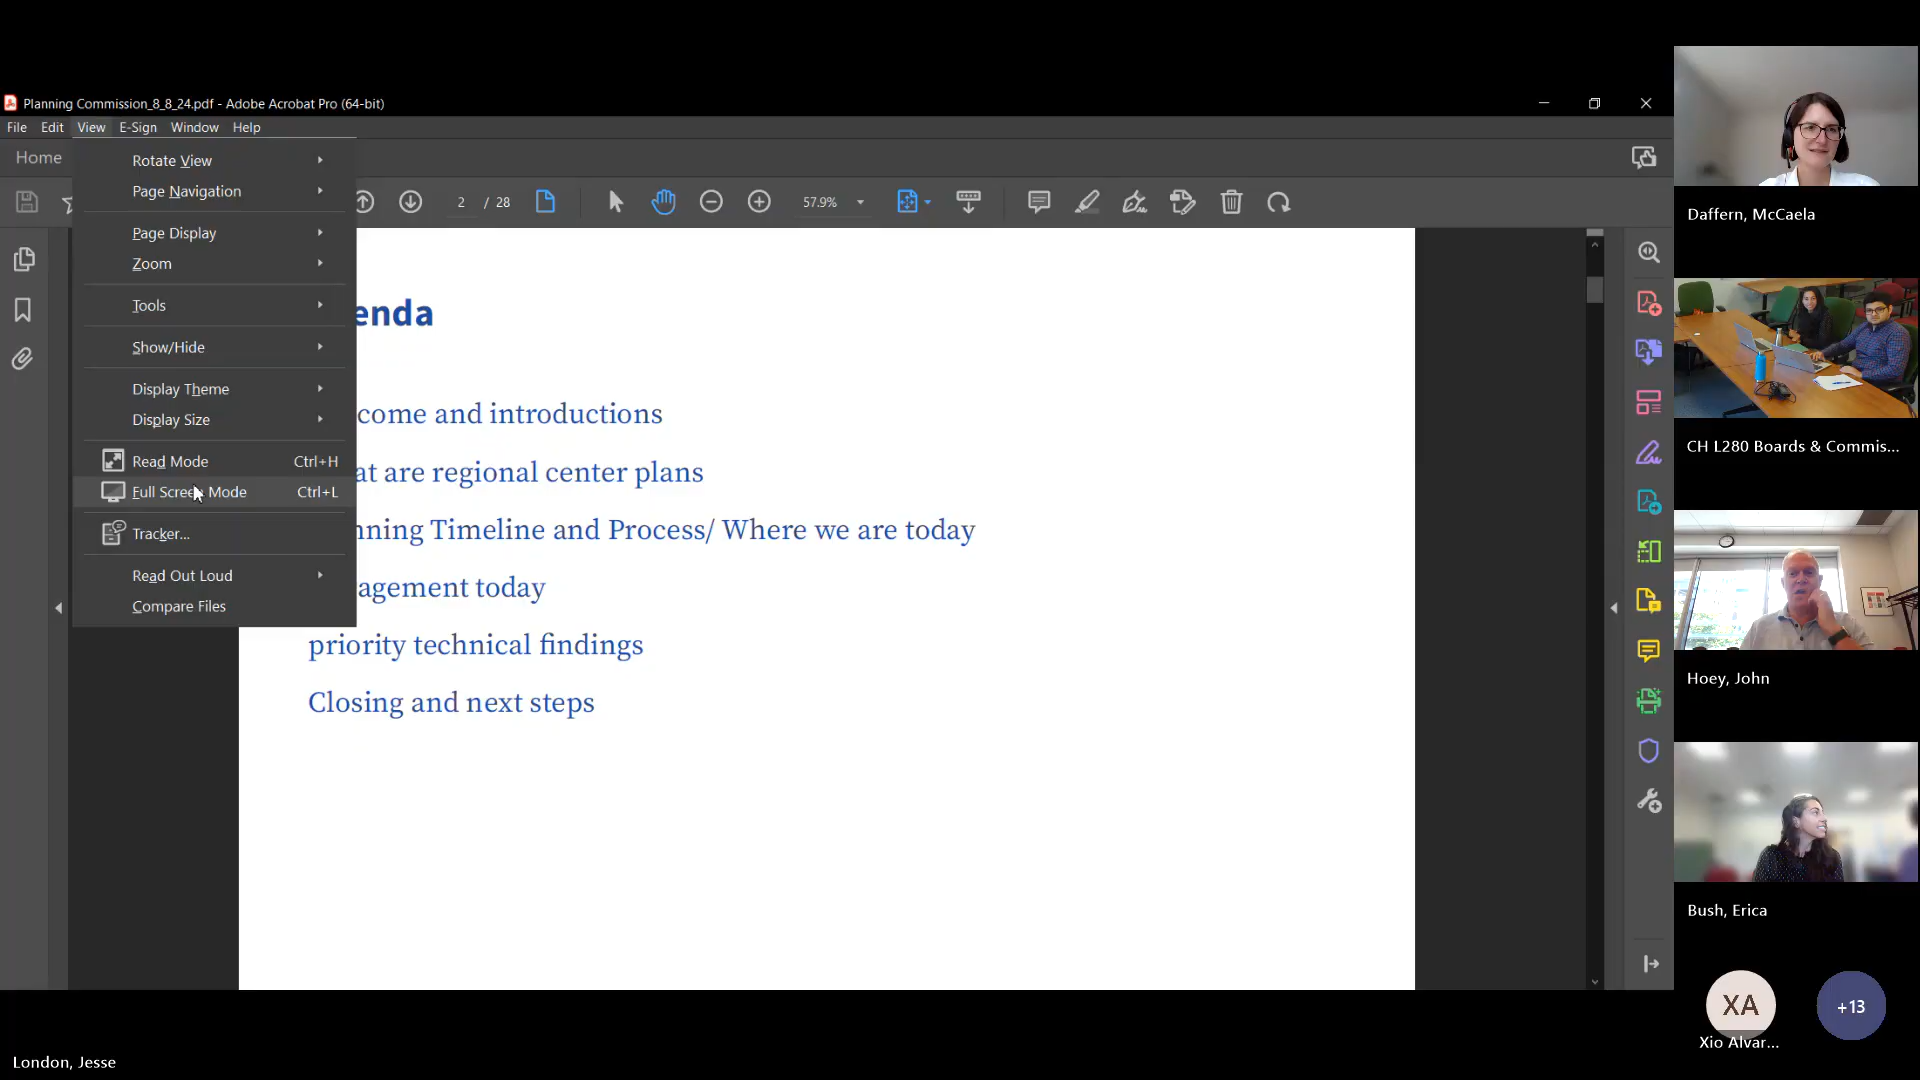 Planning Commission_8_8_24.pdf - Adobe Acrobat Pro (64-bit)
File Edit View E-Sign Window Help
Home
2 / 28
57.9%
Rotate View
Page Navigation
Page Display
Zoom
Tools
Show/Hide
Display Theme
Display Size
Read Mode Ctrl+H
Full Screen Mode Ctrl+L
Tracker...
Read Out Loud
Compare Files
enda
come and introductions
at are regional center plans
nning Timeline and Process/ Where we are today
agement today
priority technical findings
Closing and next steps
Daffern, McCaela
CH L280 Boards & Commis...
Hoey, John
Bush, Erica
XA
+13
Xio Alvar...
London, Jesse